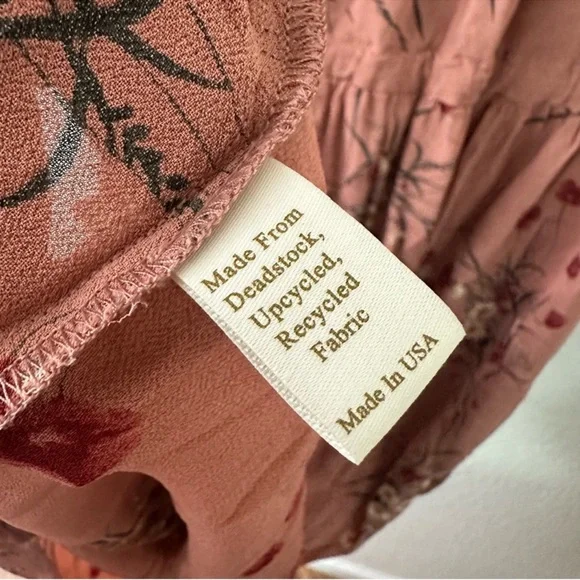 Made From
Deadstock,
Upcycled,
Recycled
Fabric
Made In USA